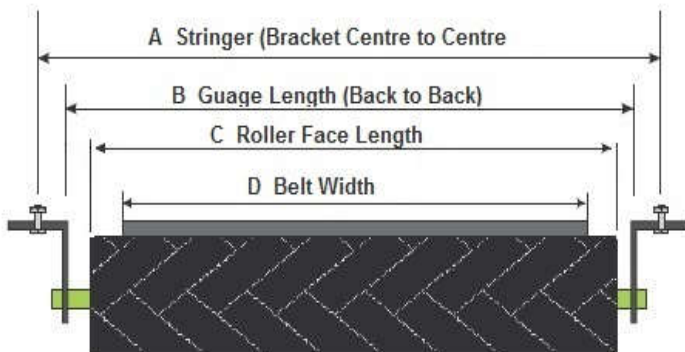 A Stringer (Bracket Centre to Centre
B Guage Length (Back to Back)
C Roller Face Length
D Belt Width